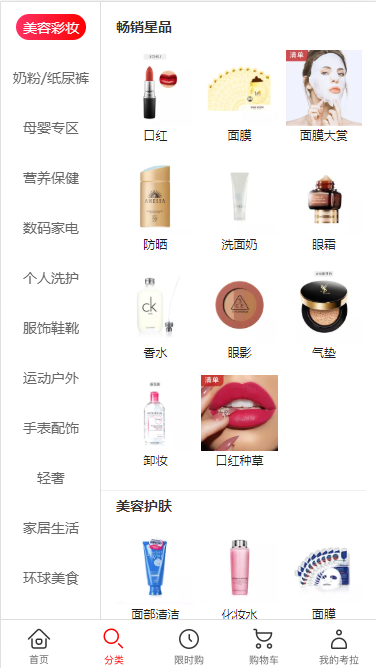 美容彩妆
奶粉/纸尿裤
母婴专区
营养保健
数码家电
个人洗护
服饰鞋靴
运动户外
手表配饰
轻奢
家居生活
环球美食
畅销星品
清单
口红
面膜
面膜大赏
ANESSA
防晒
洗面奶
眼霜
ck
香水
眼影
气垫
清单
卸妆
口红种草
美容护肤
面部清洁
化妆水
面膜
首页
分类
限时购
购物车
我的考拉